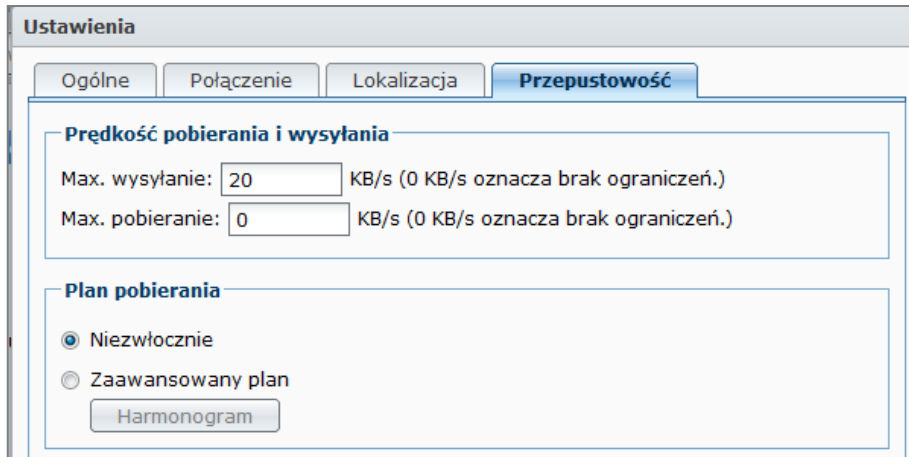 Ustawienia
Ogólne Połączenie Lokalizacja Przepustowość
Prędkość pobierania i wysyłania
Max. wysyłanie: 20 KB/s (0 KB/s oznacza brak ograniczeń.)
Max. pobieranie: 0 KB/s (0 KB/s oznacza brak ograniczeń.)
Plan pobierania
Niezwłocznie
Zaawansowany plan
Harmonogram